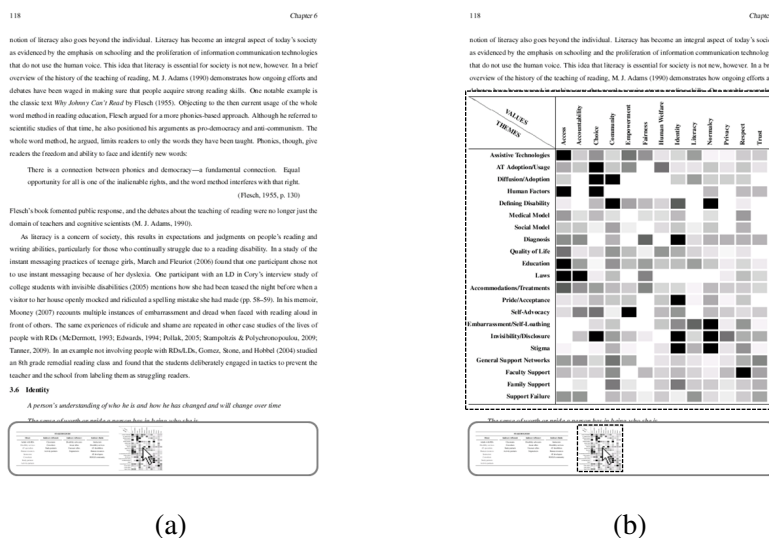 118
Chapter 6
notion of literacy also goes beyond the individual. Literacy has become an integral aspect of today's society
as evidenced by the emphasis on schooling and the proliferation of information communication technologies
that do not use the human voice. This idea that literacy is essential for society is not new, however. In a brief
overview of the history of the teaching of reading, M. J. Adams (1990) demonstrates how ongoing efforts and
debates have been waged in making sure that people acquire strong reading skills. One notable example is
the classic text Why Johnny Can't Read by Flesch (1955). Objecting to the then current usage of the whole
word method in reading education, Flesch argued for a more phonics-based approach. Although he referred to
scientific studies of that time, he also positioned his arguments as pro-democracy and anti-communism. The
whole word method, he argued, limits readers to only the words they have been taught. Phonics, though, give
readers the freedom and ability to face and identify new words:
There is a connection between phonics and democracy—a fundamental connection. Equal
opportunity for all is one of the inalienable rights, and the word method interferes with that right.
(Flesch, 1955, p. 130)
Flesch's book fomented public response, and the debates about the teaching of reading were no longer just the
domain of teachers and cognitive scientists (M. J. Adams, 1990).
As literacy is a concern of society, this results in expectations and judgments on people's reading and
writing abilities, particularly for those who continually struggle due to a reading disability. In a study of the
instant messaging practices of teenage girls, March and Fleuriot (2006) found that one participant chose not
to use instant messaging because of her dyslexia. One participant with an LD in Cory's interview study of
college students with invisible disabilities (2005) mentions how she had been teased the night before when a
visitor to her house openly mocked and ridiculed a spelling mistake she had made (pp. 58–59). In his memoir,
Mooney (2007) recounts multiple instances of embarrassment and dread when faced with reading aloud in
front of others. The same experiences of ridicule and shame are repeated in other case studies of the lives of
people with RDs (McDermott, 1993; Edwards, 1994; Pollak, 2005; Stampoltzis & Polychronopoulou, 2009;
Tanner, 2009). In an example not involving people with RDs/LDs, Gomez, Stone, and Hobbel (2004) studied
an 8th grade remedial reading class and found that the students deliberately engaged in tactics to prevent the
teacher and the school from labeling them as struggling readers.
3.6 Identity
A person's understanding of who he is and how he has changed and will change over time
The sense of worth or pride a person has in being who she is
(a)
118
Chapte
notion of literacy also goes beyond the individual. Literacy has become an integral aspect of today's socie
as evidenced by the emphasis on schooling and the proliferation of information communication technologi
that do not use the human voice. This idea that literacy is essential for society is not new, however. In a br
overview of the history of the teaching of reading, M. J. Adams (1990) demonstrates how ongoing efforts a
VALUES
THEMES
Access
Accountability
Choice
Community
Empowerment
Fairness
Human Welfare
Identity
Literacy
Normalcy
Privacy
Respect
Trust
Assistive Technologies
AT Adoption/Usage
Diffusion/Adoption
Human Factors
Defining Disability
Medical Model
Social Model
Diagnosis
Quality of Life
Education
Laws
Accommodations/Treatments
Pride/Acceptance
Self-Advocacy
Embarrassment/Self-Loathing
Invisibility/Disclosure
Stigma
General Support Networks
Faculty Support
Family Support
Support Failure
The sense of worth or pride a person has in being who she is
(b)